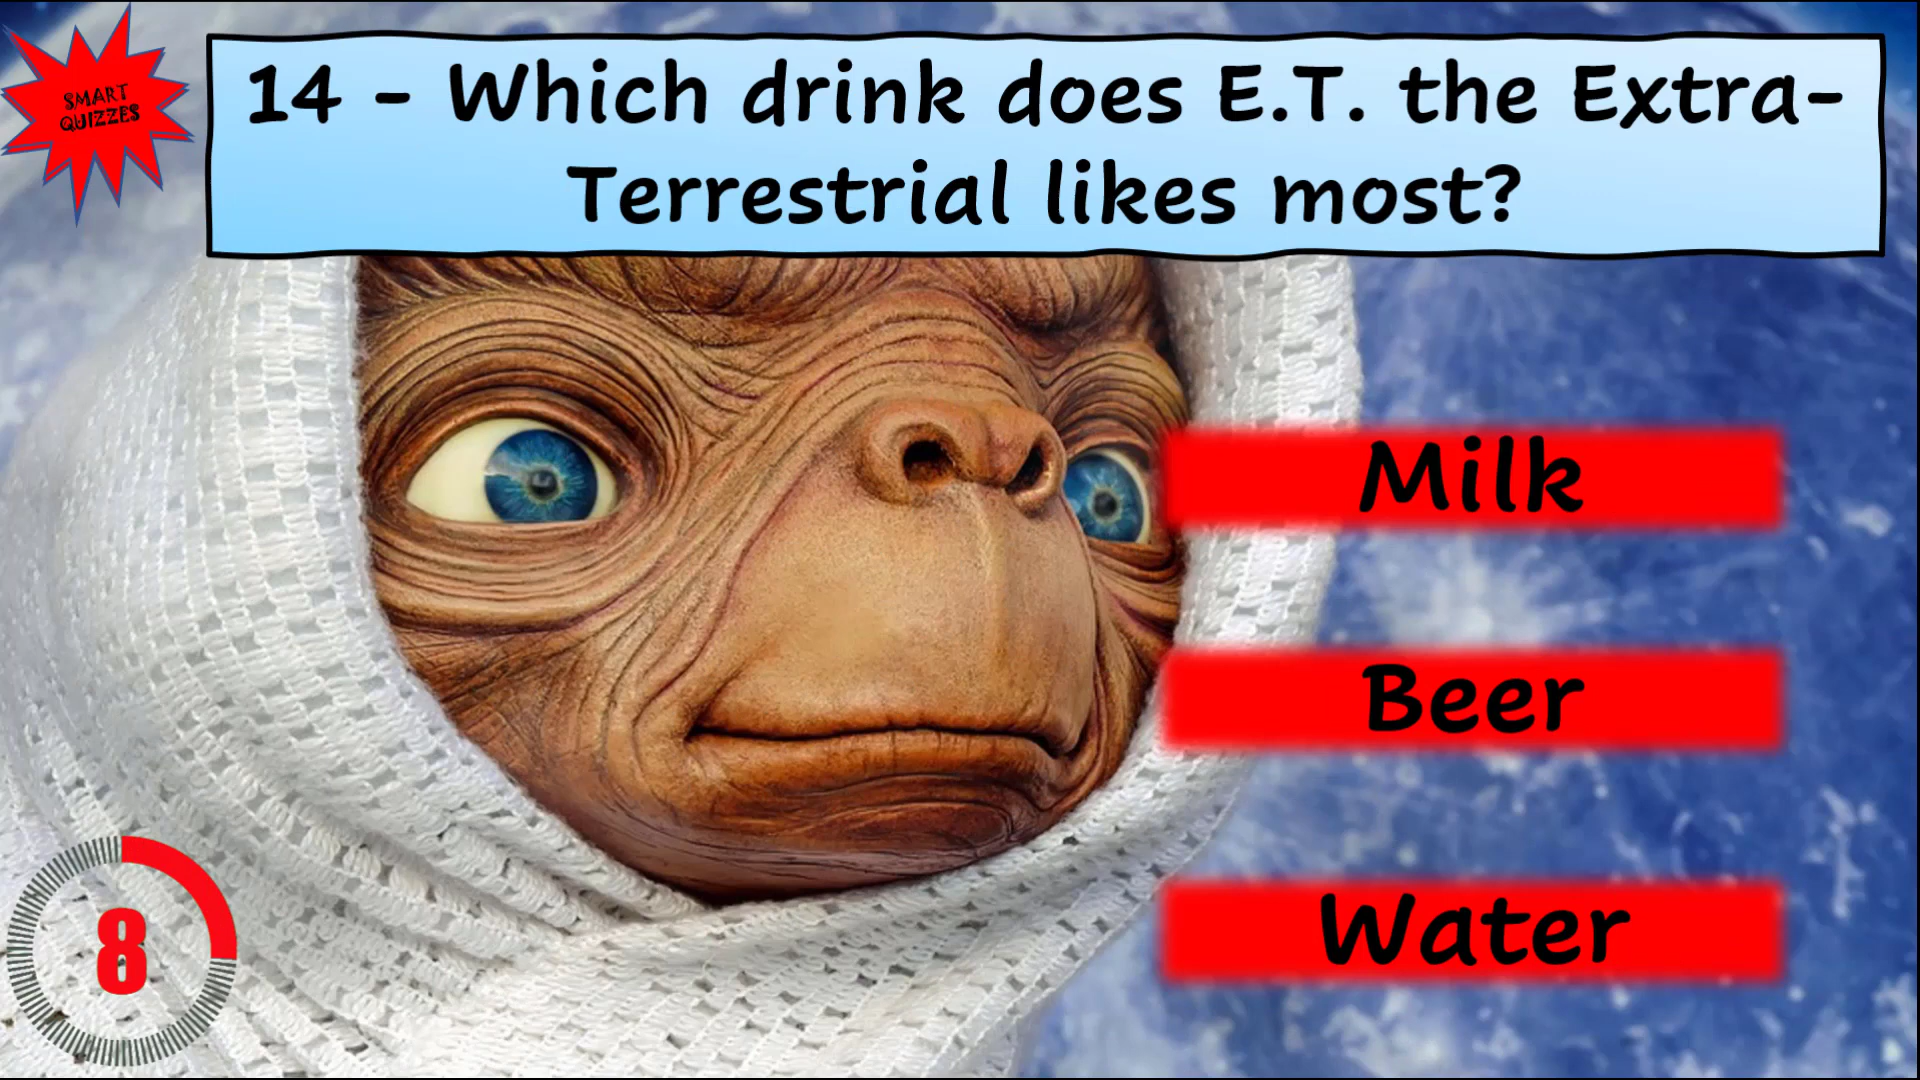 SMART
QUIZZES
14 - Which drink does E.T. the Extra-
Terrestrial likes most?
Milk
Beer
Water
8